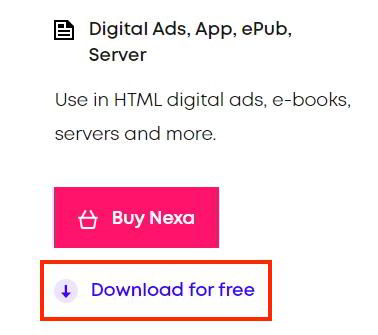 Digital Ads, App, ePub,
Server
Use in HTML digital ads, e-books,
servers and more.
Buy Nexa
Download for free